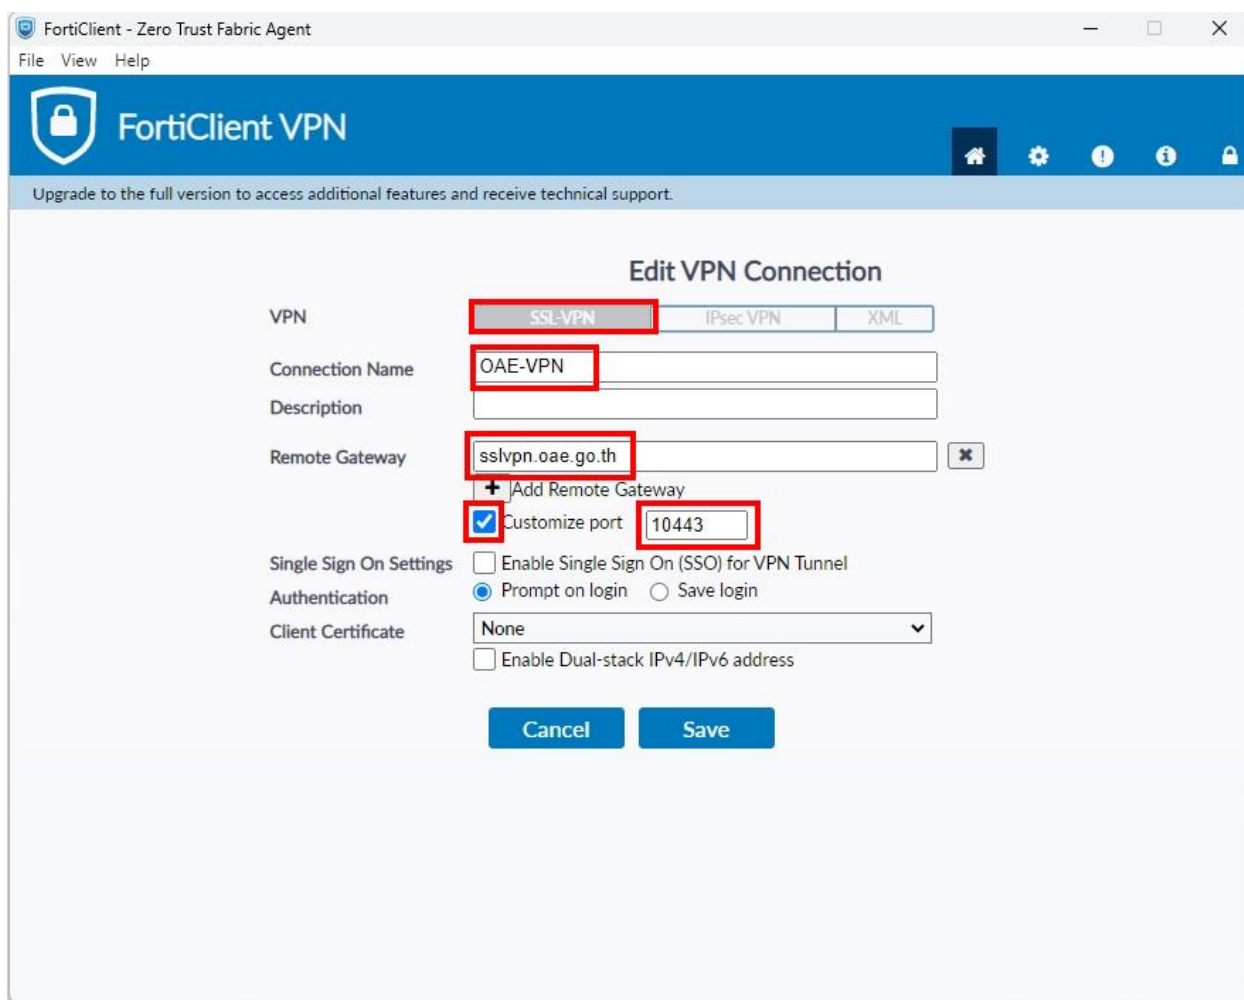 FortiClient - Zero Trust Fabric Agent
File View Help
FortiClient VPN
Upgrade to the full version to access additional features and receive technical support.
Edit VPN Connection
VPN SSL-VPN IPsec VPN XML
Connection Name OAE-VPN
Description
Remote Gateway sslvpn.oae.go.th
Add Remote Gateway
Customize port 10443
Single Sign On Settings Enable Single Sign On (SSO) for VPN Tunnel
Authentication Prompt on login Save login
Client Certificate None
Enable Dual-stack IPv4/IPv6 address
Cancel Save